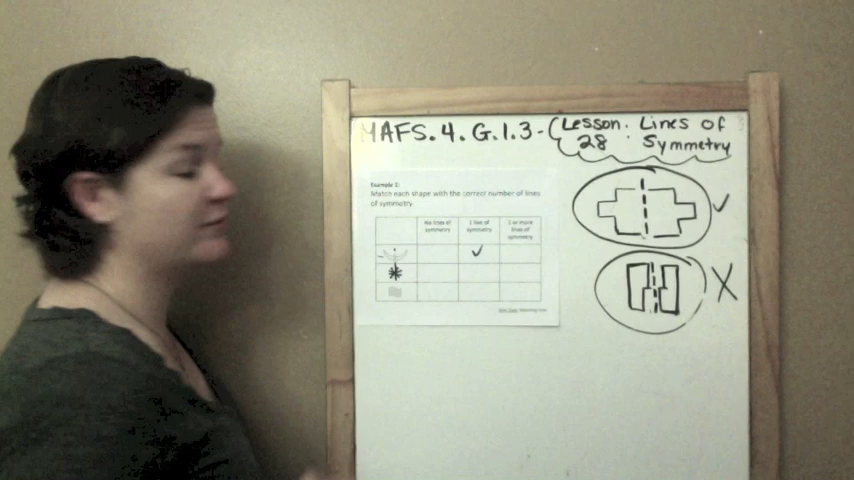 MAFS.4.G.1.3-(Lesson: Lines of
28 : Symmetry
Example 2:
Match each shape with the correct number of lines
of symmetry.
No lines of
symmetry
1 line of
symmetry
2 or more
lines of
symmetry
✓
✓
X